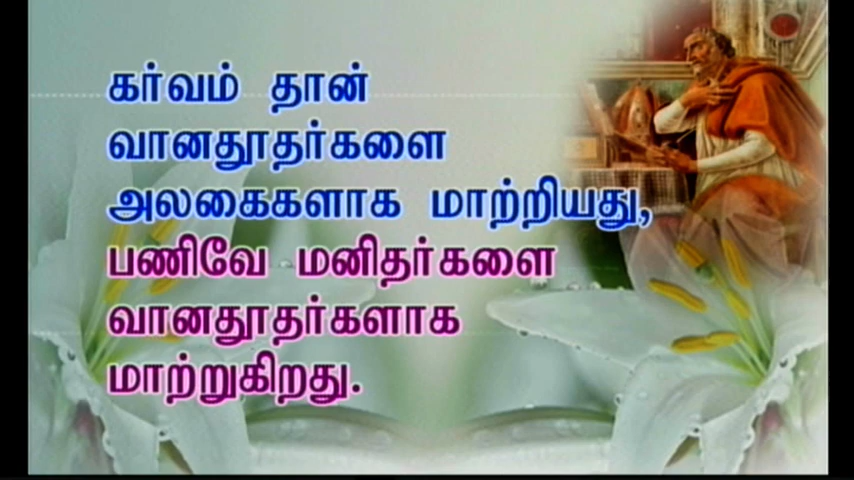 கர்வம் தான்
வானதூதர்களை
அலகைகளாக மாற்றியது,
பணிவே மனிதர்களை
வானதூதர்களாக
மாற்றுகிறது.